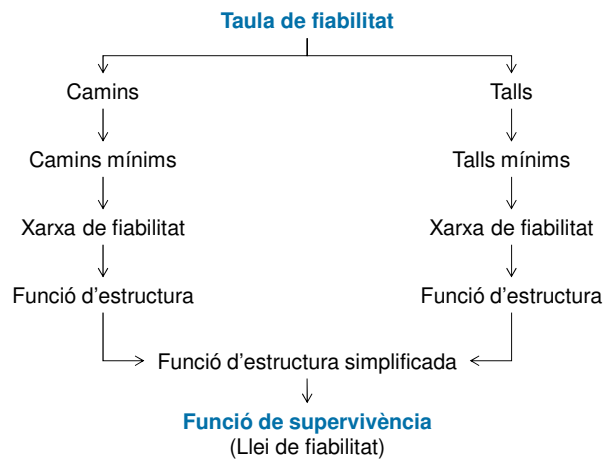 Taula de fiabilitat
Camins
Talls
Camins mínims
Talls mínims
Xarxa de fiabilitat
Xarxa de fiabilitat
Funció d'estructura
Funció d'estructura
Funció d'estructura simplificada
Funció de supervivència
(Llei de fiabilitat)